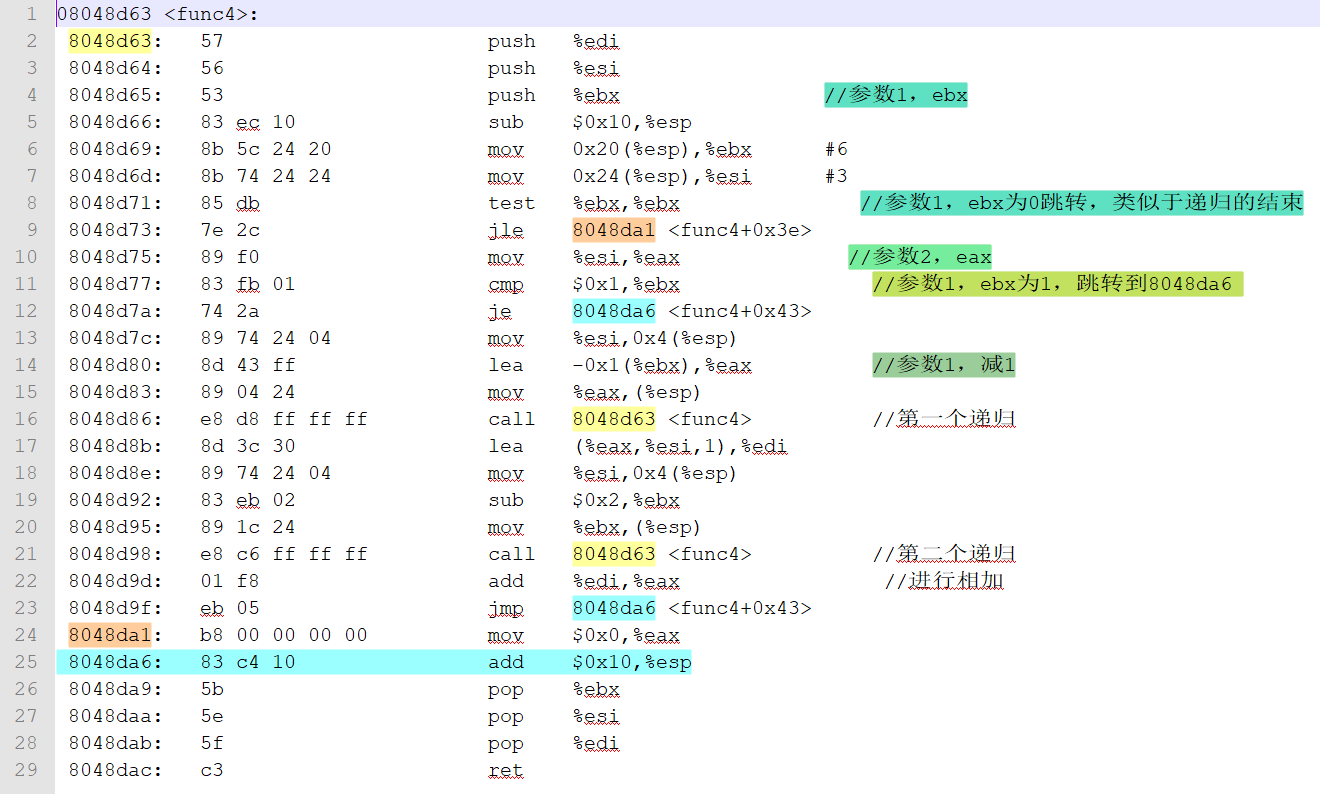 1 08048d63 <func4>:
2 8048d63: 57 push %edi
3 8048d64: 56 push %esi
4 8048d65: 53 push %ebx //参数1，ebx
5 8048d66: 83 ec 10 sub $0x10,%esp
6 8048d69: 8b 5c 24 20 mov 0x20(%esp),%ebx #6
7 8048d6d: 8b 74 24 24 mov 0x24(%esp),%esi #3
8 8048d71: 85 db test %ebx,%ebx //参数1，ebx为0跳转，类似于递归的结束
9 8048d73: 7e 2c jle 8048da1 <func4+0x3e>
10 8048d75: 89 f0 mov %esi,%eax //参数2，eax
11 8048d77: 83 fb 01 cmp $0x1,%ebx //参数1，ebx为1，跳转到8048da6
12 8048d7a: 74 2a je 8048da6 <func4+0x43>
13 8048d7c: 89 74 24 04 mov %esi,0x4(%esp)
14 8048d80: 8d 43 ff lea -0x1(%ebx),%eax //参数1，减1
15 8048d83: 89 04 24 mov %eax,(%esp)
16 8048d86: e8 d8 ff ff ff call 8048d63 <func4> //第一个递归
17 8048d8b: 8d 3c 30 lea (%eax,%esi,1),%edi
18 8048d8e: 89 74 24 04 mov %esi,0x4(%esp)
19 8048d92: 83 eb 02 sub $0x2,%ebx
20 8048d95: 89 1c 24 mov %ebx,(%esp)
21 8048d98: e8 c6 ff ff ff call 8048d63 <func4> //第二个递归
22 8048d9d: 01 f8 add %edi,%eax //进行相加
23 8048d9f: eb 05 jmp 8048da6 <func4+0x43>
24 8048da1: b8 00 00 00 00 mov $0x0,%eax
25 8048da6: 83 c4 10 add $0x10,%esp
26 8048da9: 5b pop %ebx
27 8048daa: 5e pop %esi
28 8048dab: 5f pop %edi
29 8048dac: c3 ret